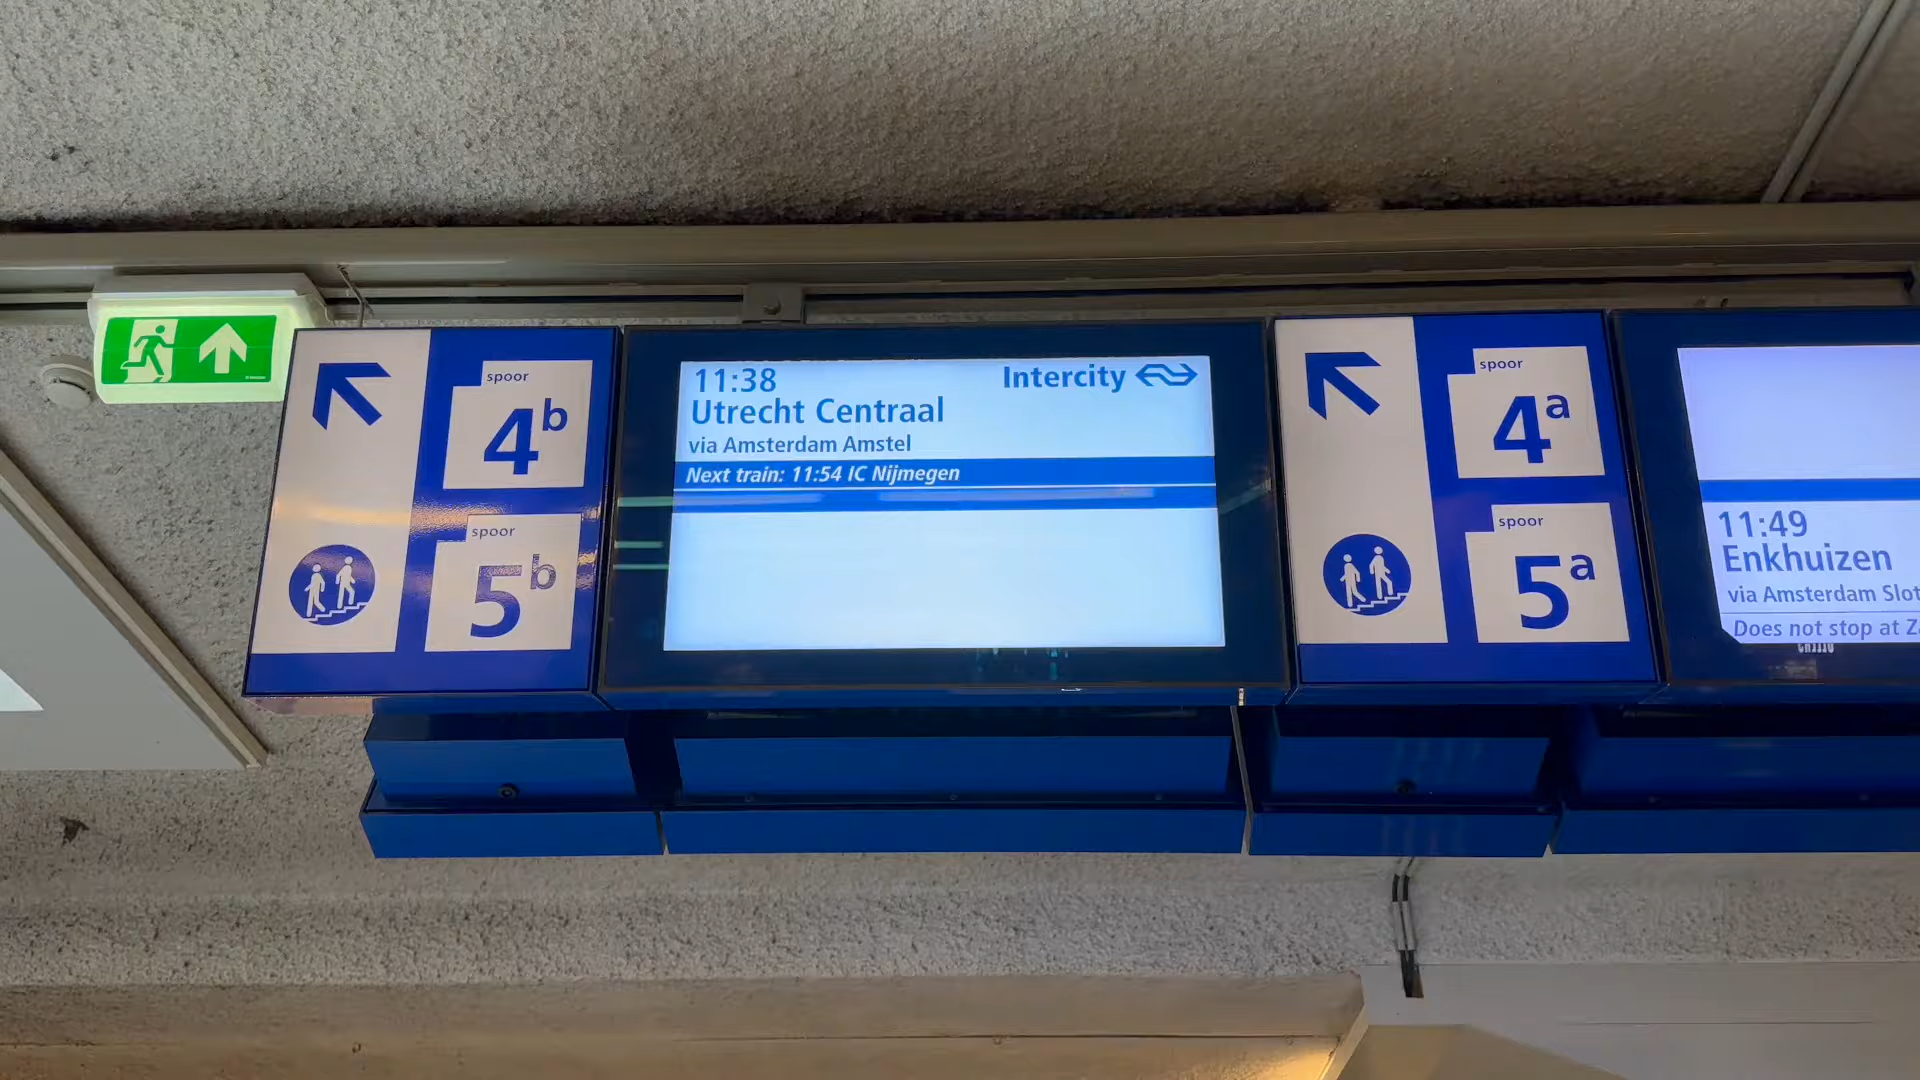 spoor
4b
spoor
5b
11:38
Intercity
Utrecht Centraal
via Amsterdam Amstel
Next train: 11:54 IC Nijmegen
spoor
4a
spoor
5a
11:49
Enkhuizen
via Amsterdam
Does not stop at